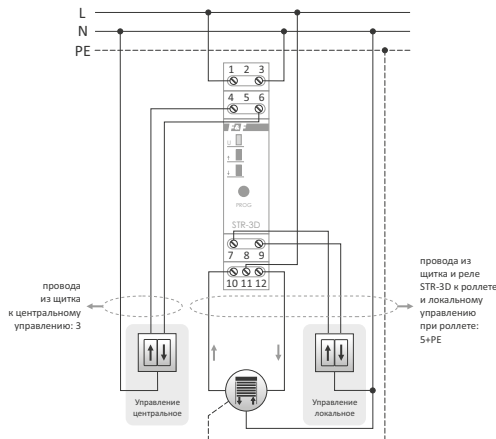 L
N
PE
1 2 3
4 5 6
F&F
U
↑
↓
PROG
STR-3D
7 8 9
10 11 12
провода
из щитка
к центральному
управлению: 3
провода из
щитка и реле
STR-3D к роллете
и локальному
управлению
при роллете:
5+PE
Управление
центральное
Управление
локальное